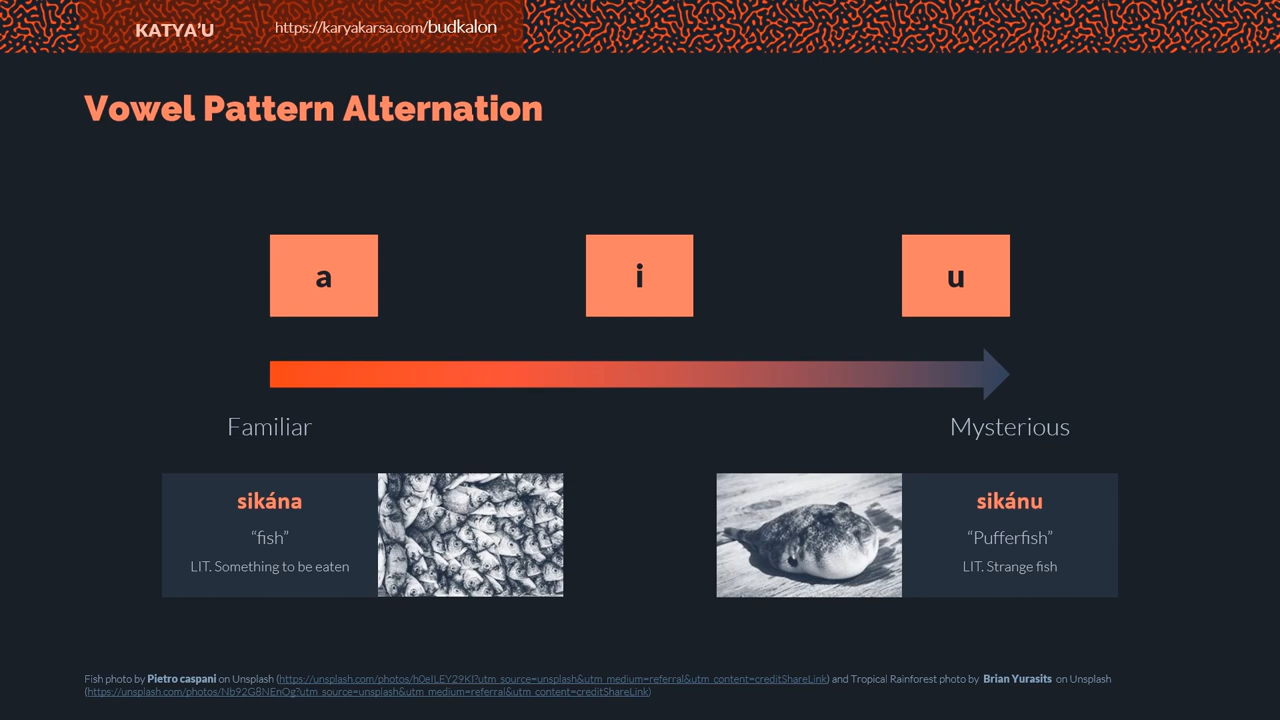 KATYA’U
https://karyakarsa.com/budkalon
Vowel Pattern Alternation
a
i
u
Familiar
Mysterious
sikána
“fish”
LIT. Something to be eaten
sikánu
“Pufferfish”
LIT. Strange fish
Fish photo by Pietro caspani on Unsplash (https://unsplash.com/photos/h0eILEY29KI?utm_source=unsplash&utm_medium=referral&utm_content=creditShareLink) and Tropical Rainforest photo by Brian Yurasits on Unsplash
(https://unsplash.com/photos/Nb92G8NEnOg?utm_source=unsplash&utm_medium=referral&utm_content=creditShareLink)